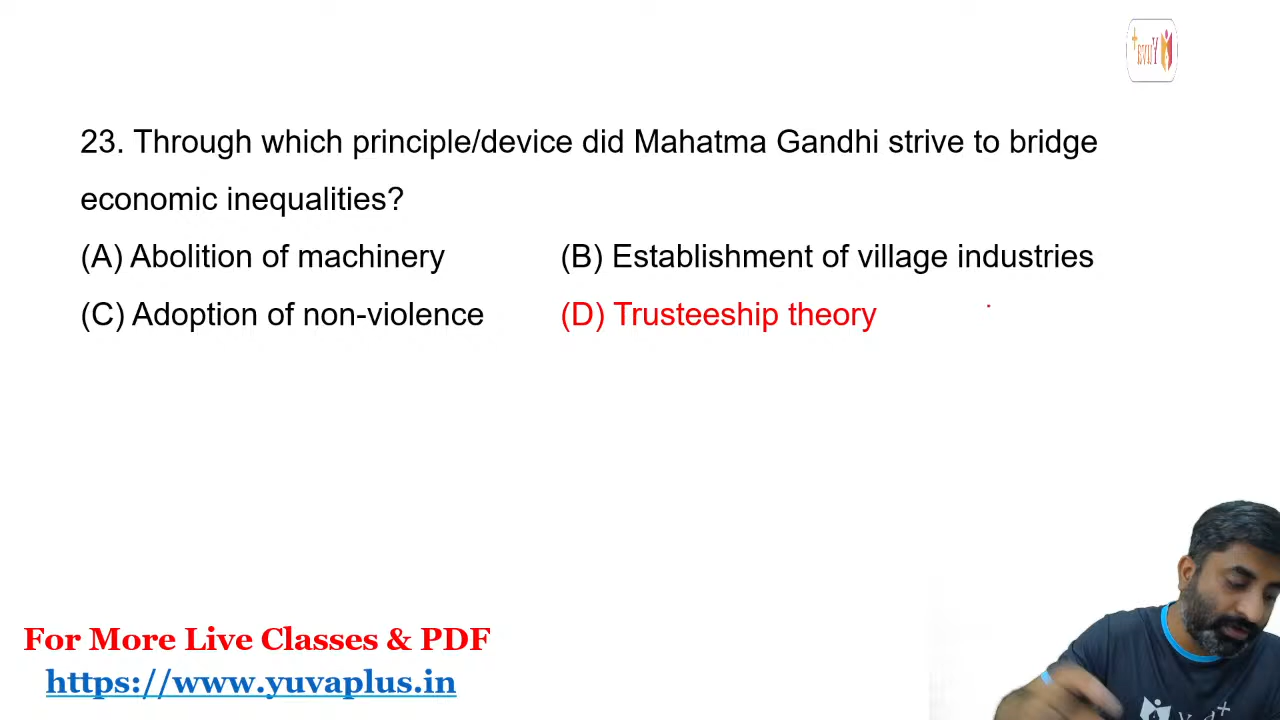 23. Through which principle/device did Mahatma Gandhi strive to bridge
economic inequalities?
(A) Abolition of machinery (B) Establishment of village industries
(C) Adoption of non-violence (D) Trusteeship theory
For More Live Classes & PDF
https://www.yuvaplus.in